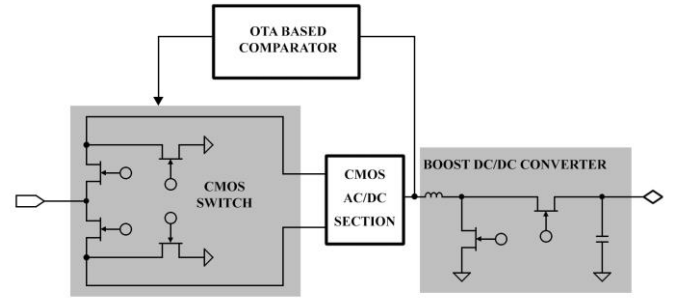 OTA BASED
COMPARATOR
CMOS
SWITCH
CMOS
AC/DC
SECTION
BOOST DC/DC CONVERTER